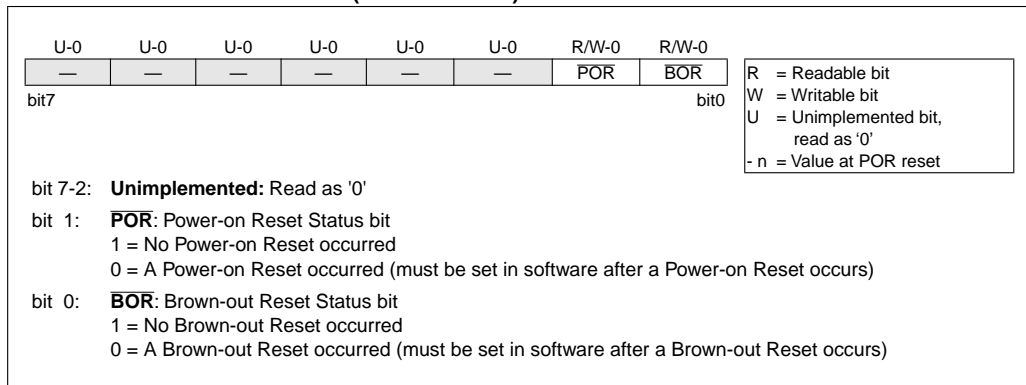 U-0 U-0 U-0 U-0 U-0 U-0 R/W-0 R/W-0
— — — — — — POR BOR
bit7 bit0
R = Readable bit
W = Writable bit
U = Unimplemented bit,
read as ‘0’
- n = Value at POR reset
bit 7-2: Unimplemented: Read as '0'
bit 1: POR: Power-on Reset Status bit
1 = No Power-on Reset occurred
0 = A Power-on Reset occurred (must be set in software after a Power-on Reset occurs)
bit 0: BOR: Brown-out Reset Status bit
1 = No Brown-out Reset occurred
0 = A Brown-out Reset occurred (must be set in software after a Brown-out Reset occurs)